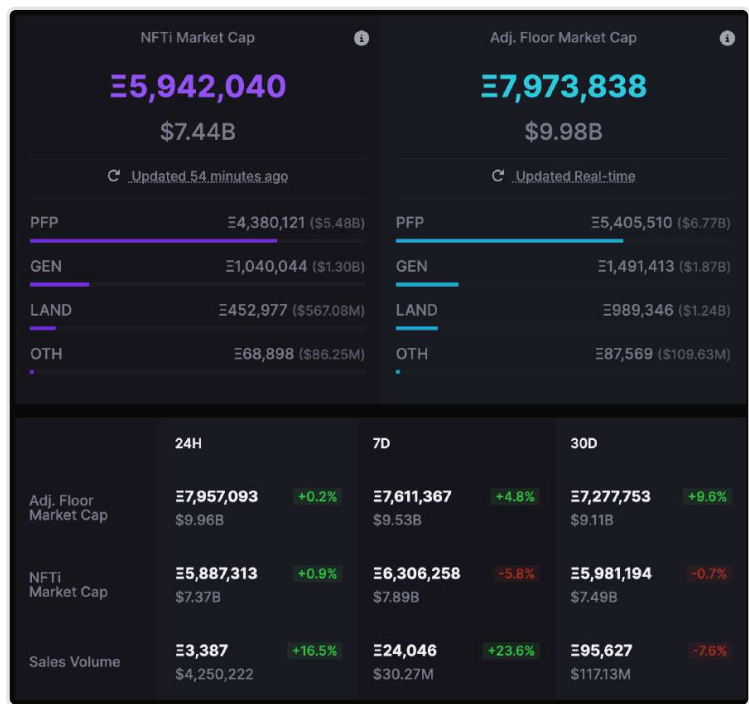 NFTi Market Cap
Ξ5,942,040
$7.44B
Updated 54 minutes ago
PFP Ξ4,380,121 ($5.48B)
GEN Ξ1,040,044 ($1.30B)
LAND Ξ452,977 ($567.08M)
OTH Ξ68,898 ($86.25M)
Adj. Floor Market Cap
Ξ7,973,838
$9.98B
Updated Real-time
PFP Ξ5,405,510 ($6.77B)
GEN Ξ1,491,413 ($1.87B)
LAND Ξ989,346 ($1.24B)
OTH Ξ87,569 ($109.63M)
24H 7D 30D
Adj. Floor
Market Cap
Ξ7,957,093 +0.2% Ξ7,611,367 +4.8% Ξ7,277,753 +9.6%
$9.96B $9.53B $9.11B
NFTi
Market Cap
Ξ5,887,313 +0.9% Ξ6,306,258 -5.8% Ξ5,981,194 -0.7%
$7.37B $7.89B $7.49B
Sales Volume
Ξ3,387 +16.5% Ξ24,046 +23.6% Ξ95,627 -7.6%
$4,250,222 $30.27M $117.13M